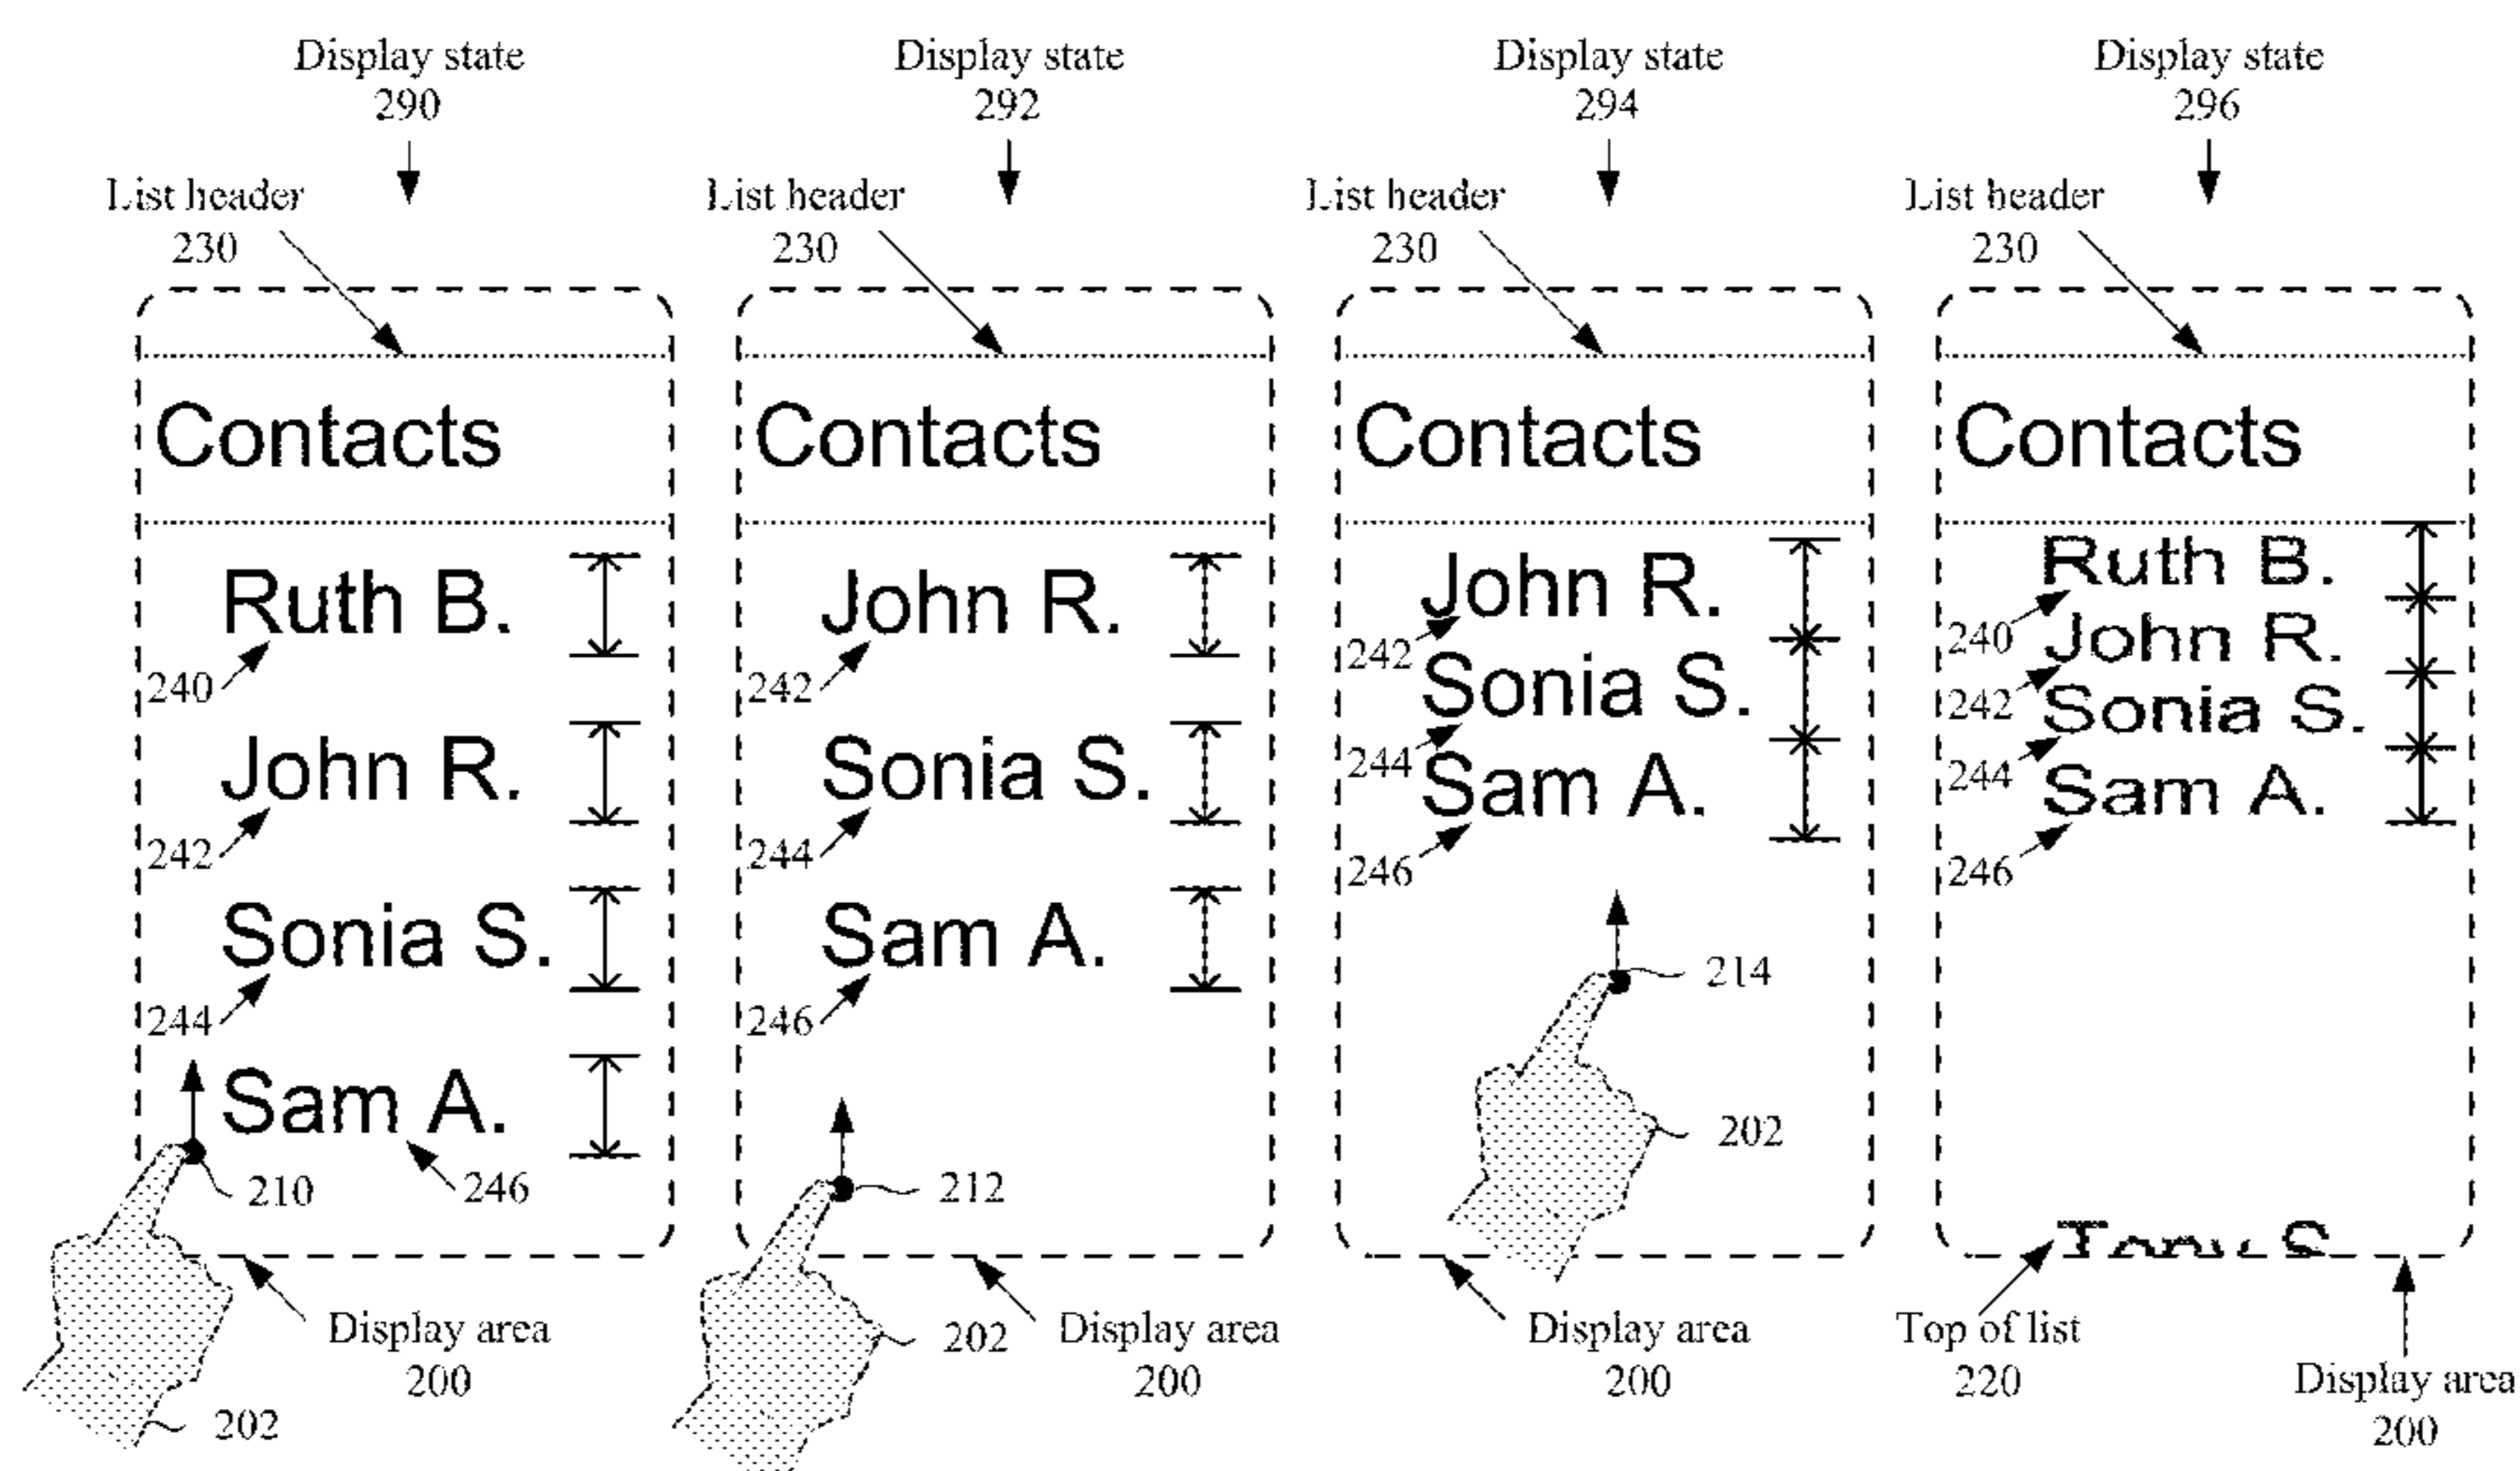 Display state
290
List header
230
Contacts
Ruth B.
240
John R.
242
Sonia S.
244
Sam A.
210
246
Display area
200
202
Display state
292
List header
230
Contacts
John R.
242
Sonia S.
244
Sam A.
246
212
202
Display area
200
Display state
294
List header
230
Contacts
John R.
242
Sonia S.
244
Sam A.
246
214
202
Display area
200
Display state
296
List header
230
Contacts
Ruth B.
240
John R.
242
Sonia S.
244
Sam A.
246
Top of list
220
Display area
200